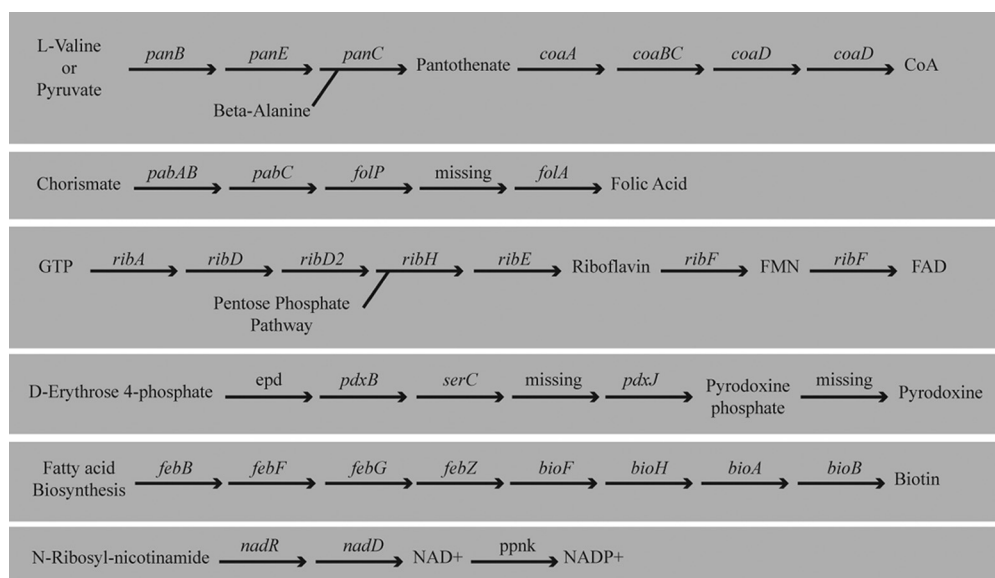 L-Valine
or
Pyruvate
panB panE panC Pantothenate coaA coaBC coaD coaD CoA
Beta-Alanine
Chorismate pabAB pabC folP missing folA Folic Acid
GTP ribA ribD ribD2 ribH ribE Riboflavin ribF FMN ribF FAD
Pentose Phosphate
Pathway
D-Erythrose 4-phosphate epd pdxB serC missing pdxJ Pyrodoxine
phosphate missing Pyrodoxine
Fatty acid
Biosynthesis febB febF febG febZ bioF bioH bioA bioB Biotin
N-Ribosyl-nicotinamide nadR nadD NAD+ ppnk NADP+